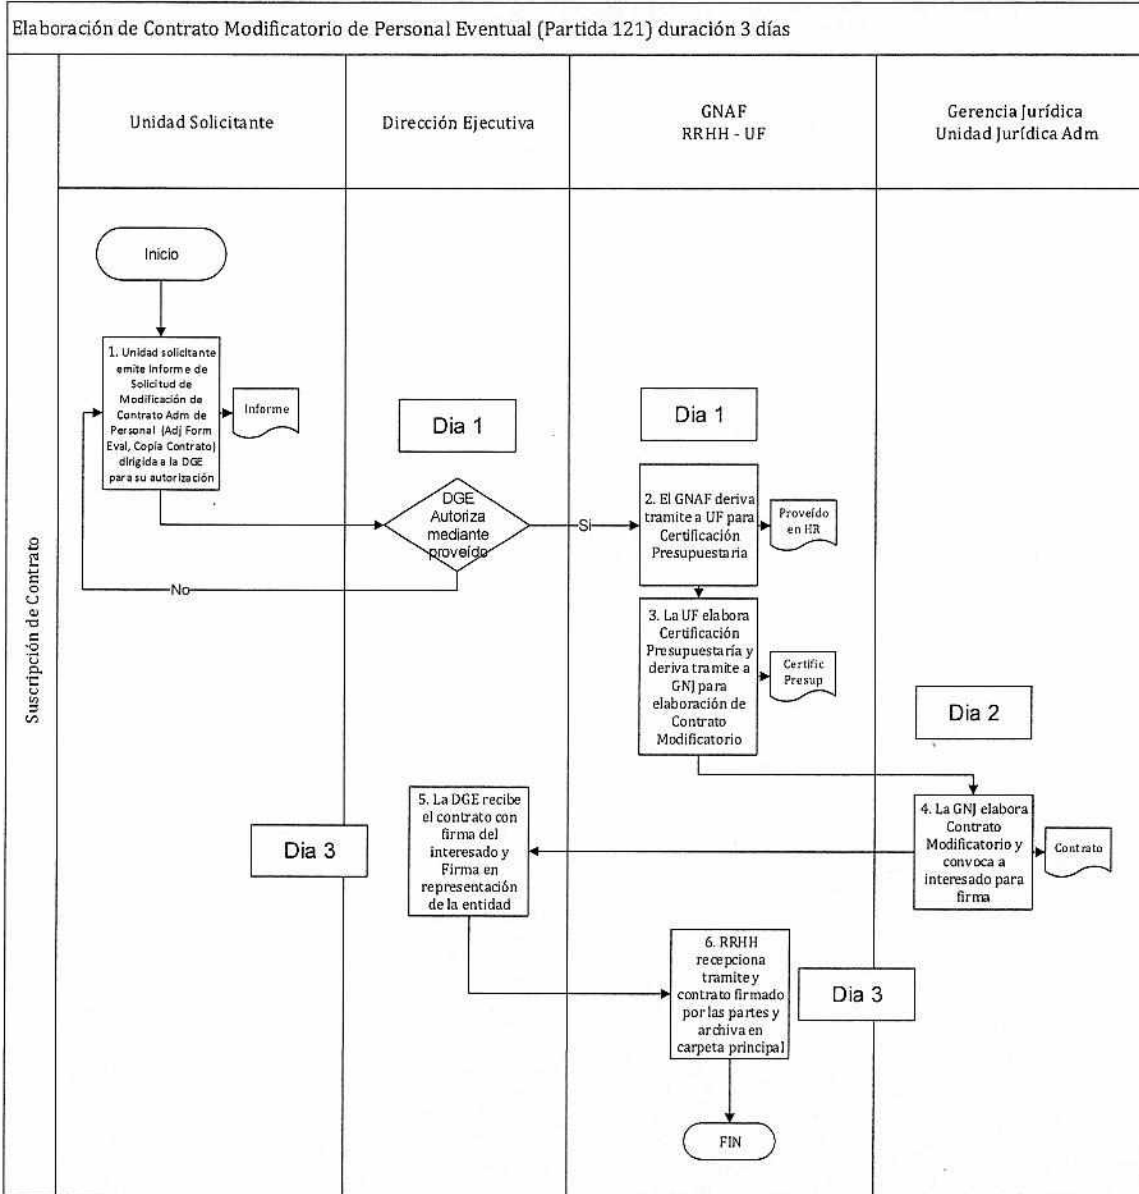 Elaboración de Contrato Modificatorio de Personal Eventual (Partida 121) duración 3 días
Unidad Solicitante
Dirección Ejecutiva
GNAF
RRHH - UF
Gerencia Jurídica
Unidad Jurídica Adm
Suscripción de Contrato
Inicio
1. Unidad solicitante
emite Informe de
Solicitud de
Modificación de
Contrato Adm de
Personal (Adj Form
Eval, Copia Contrato)
dirigida a la DGE
para su autorización
Informe
Dia 1
DGE
Autoriza
mediante
proveído
Si
No
Dia 1
2. El GNAF deriva
tramite a UF para
Certificación
Presupuestaria
Proveído
en HR
3. La UF elabora
Certificación
Presupuestaría y
deriva tramite a
GNJ para
elaboración de
Contrato
Modificatorio
Certific
Presup
Dia 2
4. La GNJ elabora
Contrato
Modificatorio y
convoca a
interesado para
firma
Contrato
Dia 3
5. La DGE recibe
el contrato con
firma del
interesado y
Firma en
representación
de la entidad
6. RRHH
recepciona
tramite y
contrato firmado
por las partes y
archiva en
carpeta principal
Dia 3
FIN